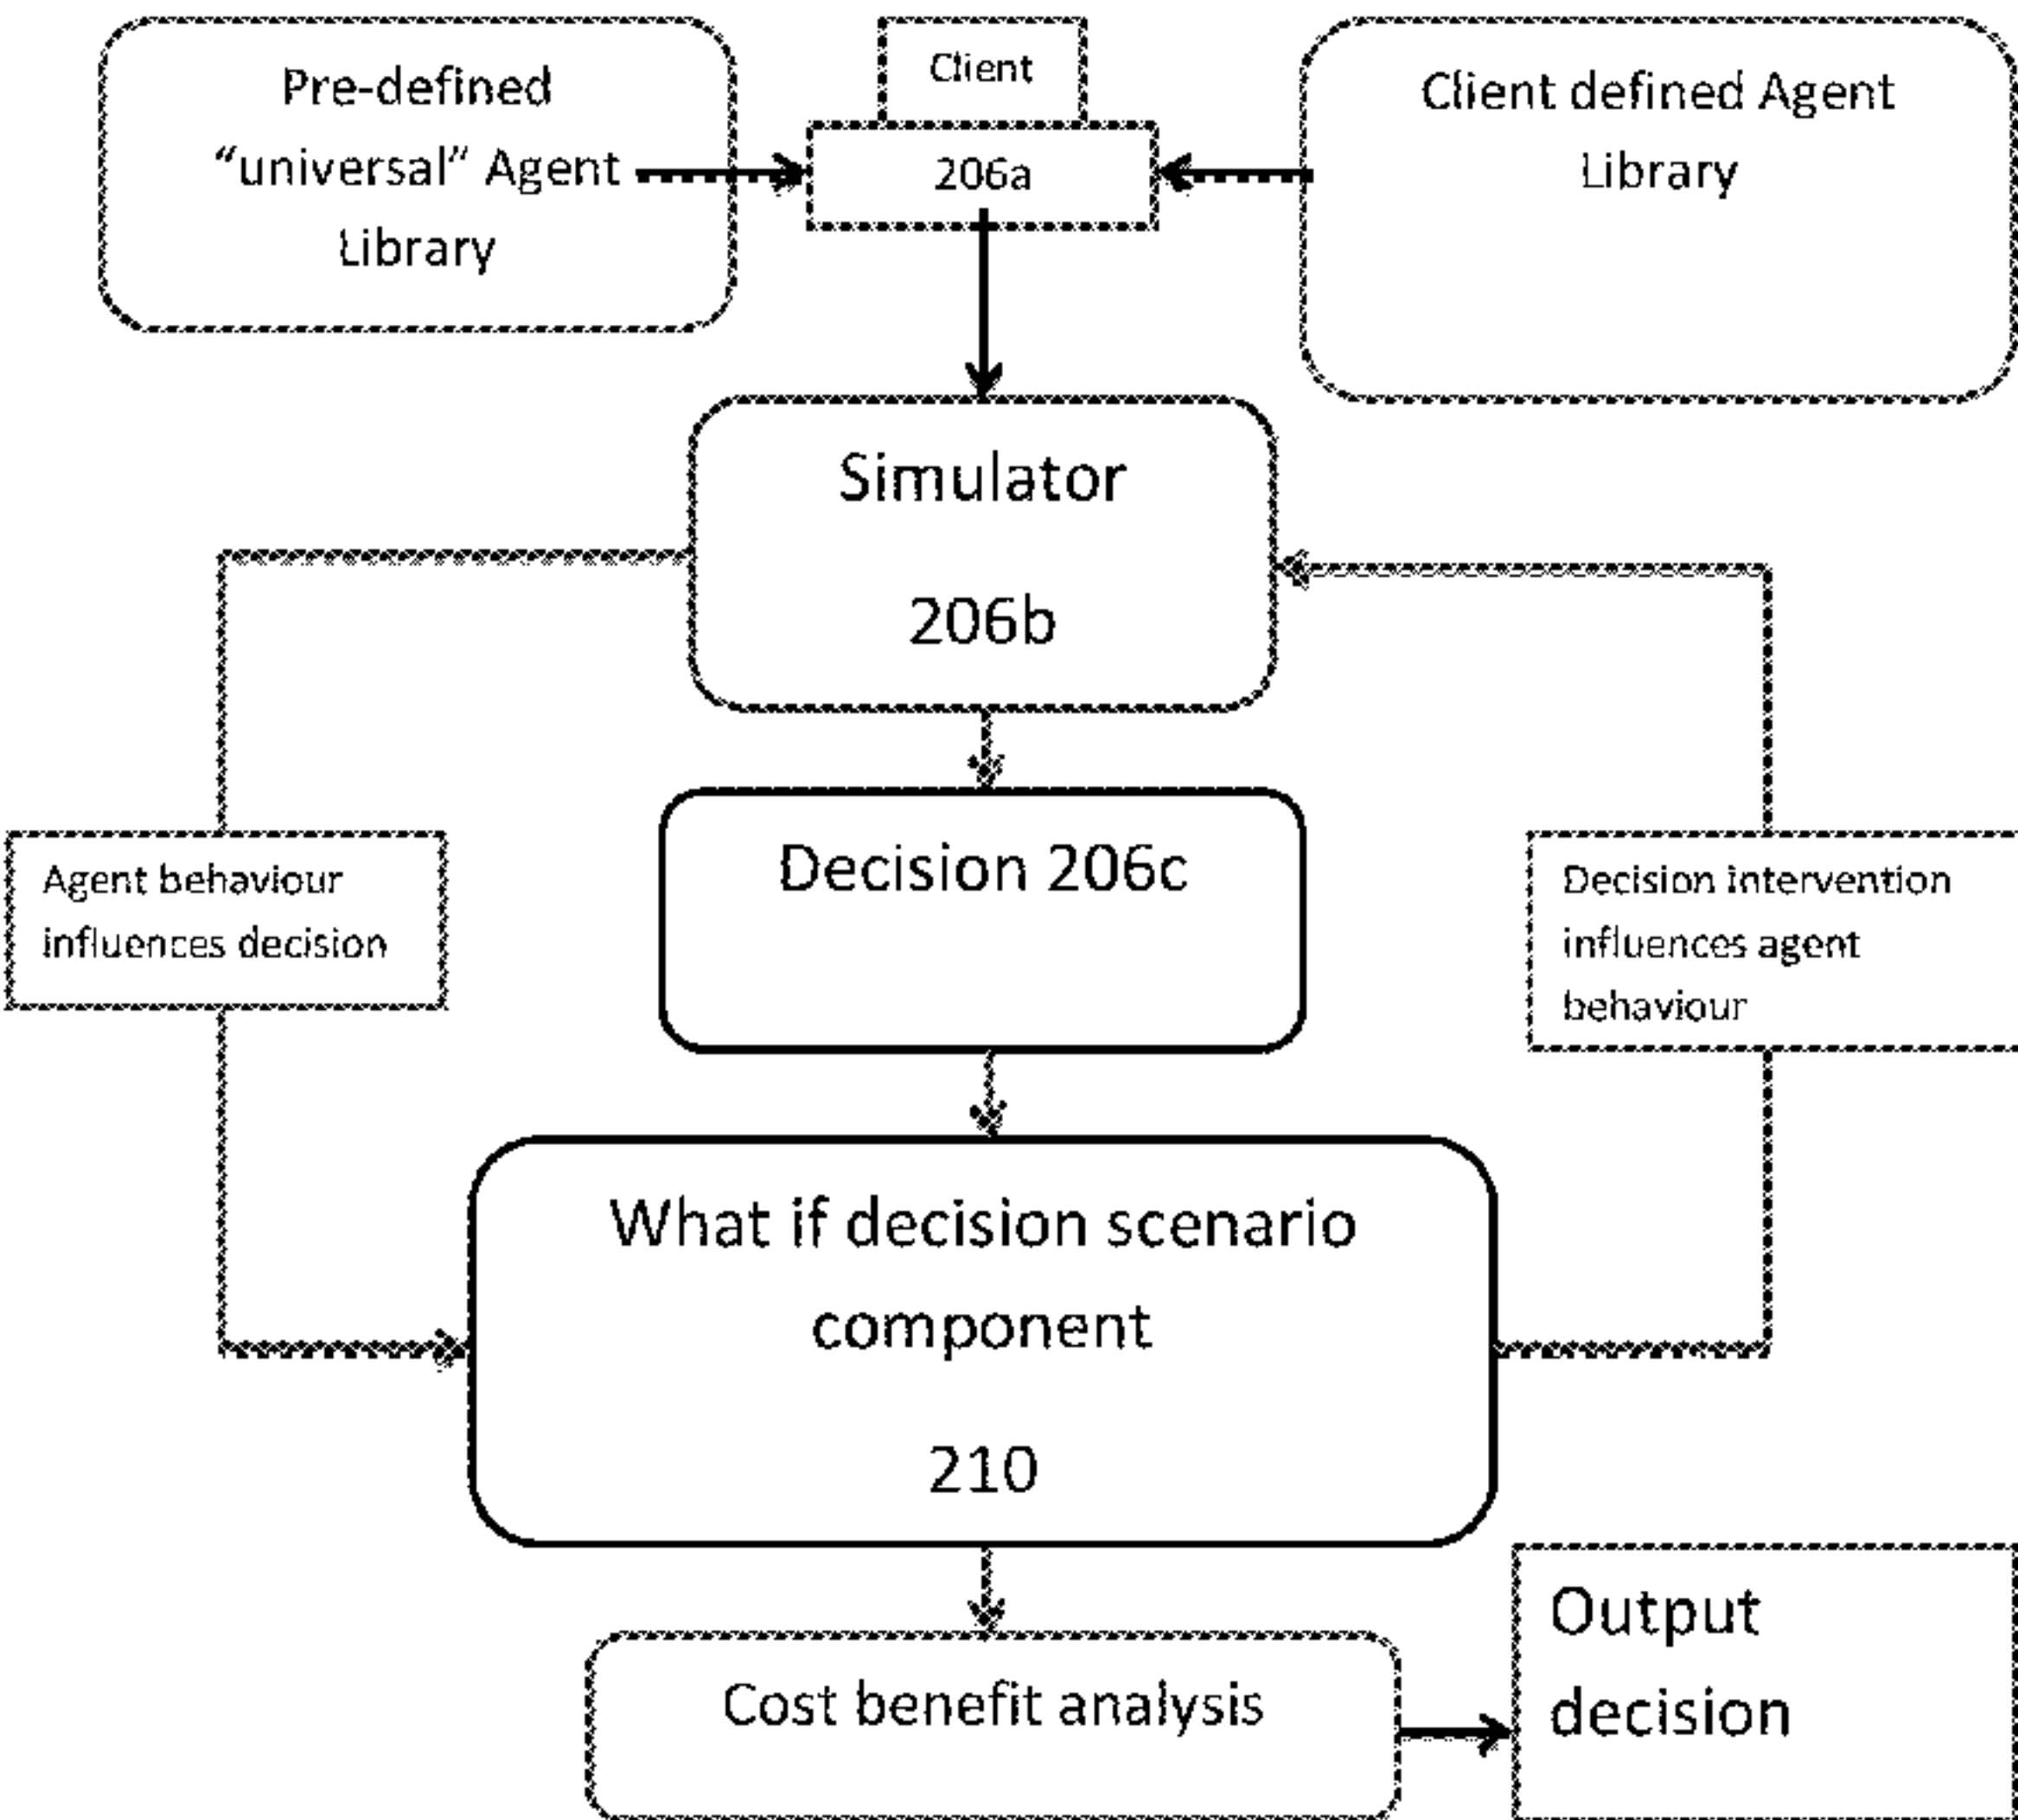 Pre-defined
“universal” Agent
Library
Client
206a
Client defined Agent
Library
Simulator
206b
Decision 206c
Agent behaviour
influences decision
Decision intervention
influences agent
behaviour
What if decision scenario
component
210
Cost benefit analysis
Output
decision